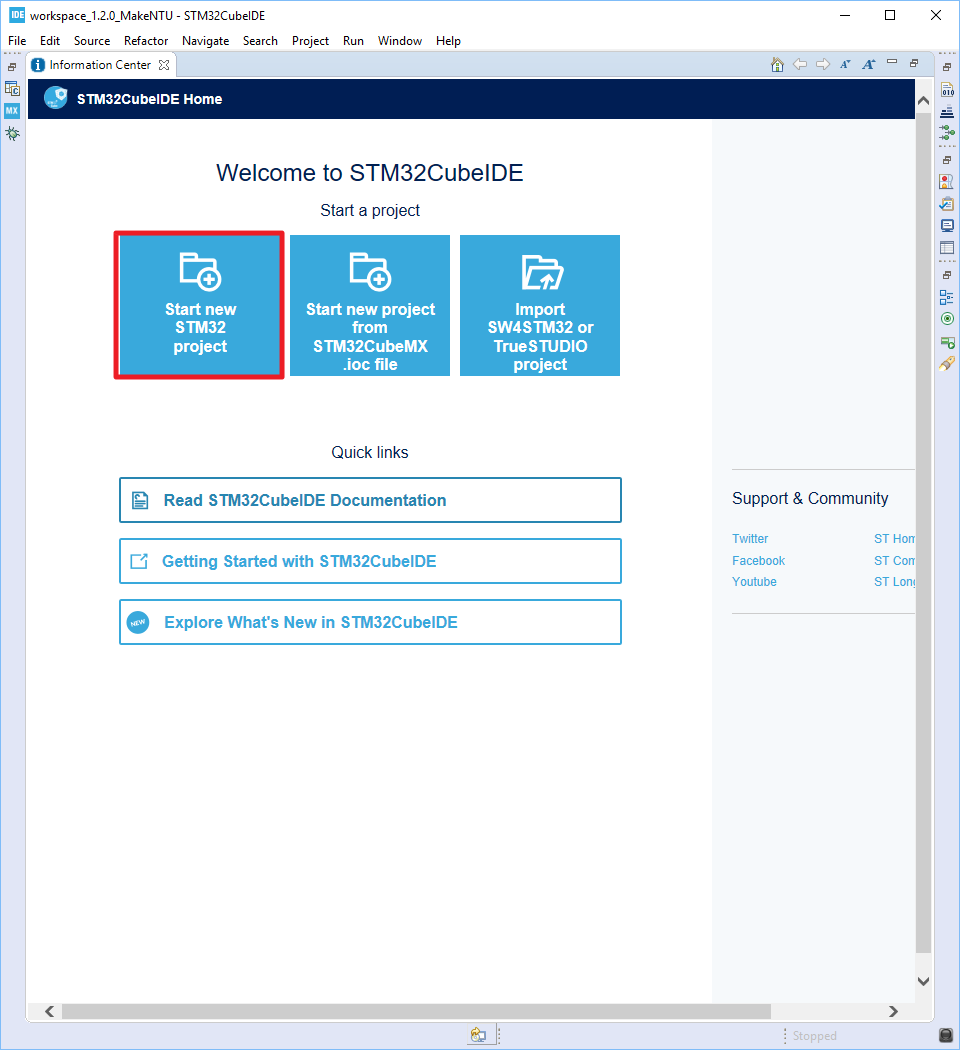 IDE workspace_1.2.0_MakeNTU - STM32CubeIDE
File Edit Source Refactor Navigate Search Project Run Window Help
Information Center
MX
010
STM32CubeIDE Home
Welcome to STM32CubeIDE
Start a project
Start new
STM32
project
Start new project
from
STM32CubeMX
.ioc file
Import
SW4STM32 or
TrueSTUDIO
project
Quick links
Read STM32CubeIDE Documentation
Getting Started with STM32CubeIDE
NEW Explore What's New in STM32CubeIDE
Support & Community
Twitter ST Hom
Facebook ST Com
Youtube ST Long
Stopped